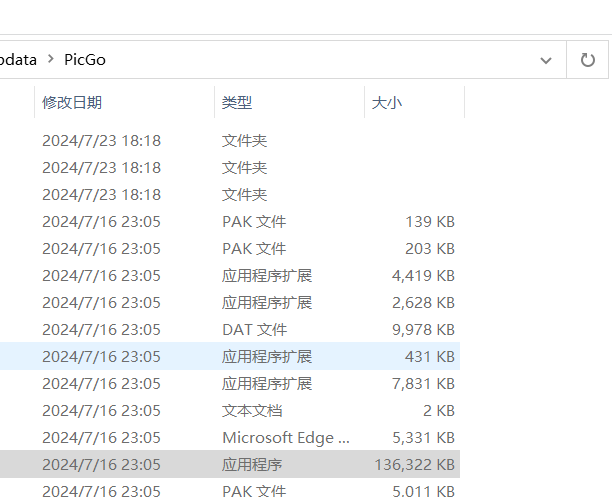 pdata > PicGo
修改日期 类型 大小
2024/7/23 18:18 文件夹
2024/7/23 18:18 文件夹
2024/7/23 18:18 文件夹
2024/7/16 23:05 PAK 文件 139 KB
2024/7/16 23:05 PAK 文件 203 KB
2024/7/16 23:05 应用程序扩展 4,419 KB
2024/7/16 23:05 应用程序扩展 2,628 KB
2024/7/16 23:05 DAT 文件 9,978 KB
2024/7/16 23:05 应用程序扩展 431 KB
2024/7/16 23:05 应用程序扩展 7,831 KB
2024/7/16 23:05 文本文档 2 KB
2024/7/16 23:05 Microsoft Edge ... 5,331 KB
2024/7/16 23:05 应用程序 136,322 KB
2024/7/16 23:05 PAK 文件 5,011 KB